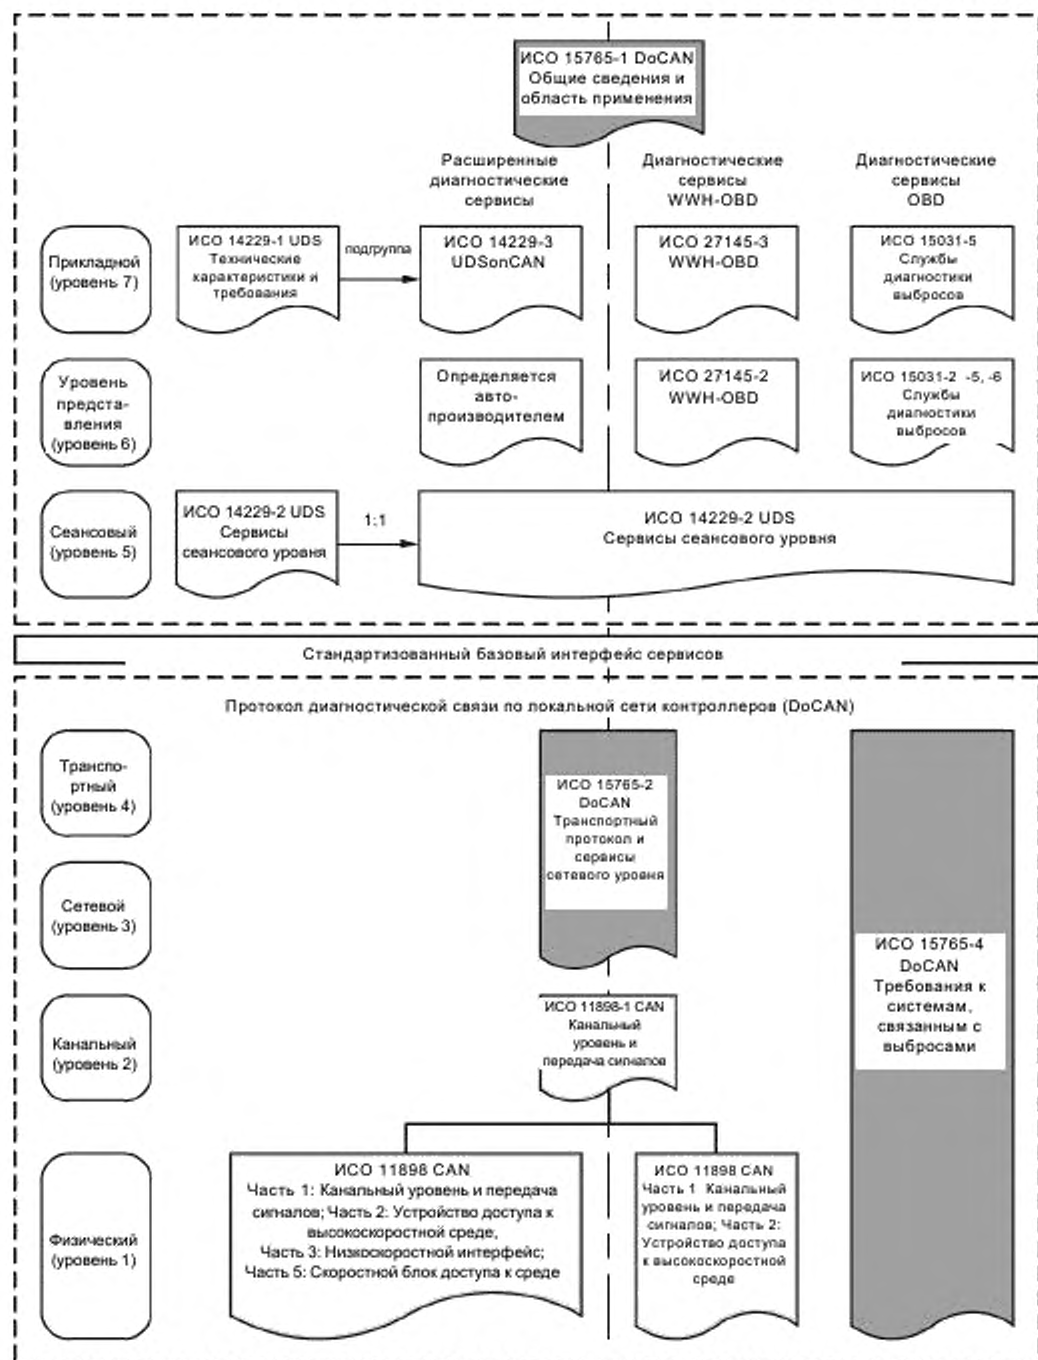 ИСО 15765-1 DoCAN
Общие сведения и
область применения
Расширенные
диагностические
сервисы
Диагностические
сервисы
WWH-OBD
Диагностические
сервисы
OBD
Прикладной
(уровень 7)
ИСО 14229-1 UDS
Технические
характеристики и
требования
подгруппа
ИСО 14229-3
UDSonCAN
ИСО 27145-3
WWH-OBD
ИСО 15031-5
Службы
диагностики
выбросов
Уровень
предста-
вления
(уровень 6)
Определяется
авто-
производителем
ИСО 27145-2
WWH-OBD
ИСО 15031-2 -5, -6
Службы
диагностики
выбросов
Сеансовый
(уровень 5)
ИСО 14229-2 UDS
Сервисы
сеансового уровня
1:1
ИСО 14229-2 UDS
Сервисы сеансового уровня
Стандартизованный базовый интерфейс сервисов
Протокол диагностической связи по локальной сети контроллеров (DoCAN)
Транспо-
ртный
(уровень 4)
ИСО 15765-2
DoCAN
Транспортный
протокол и
сервисы
сетевого уровня
Сетевой
(уровень 3)
ИСО 15765-4
DoCAN
Требования к
системам,
связанным с
выбросами
Канальный
(уровень 2)
ИСО 11898-1 CAN
Канальный
уровень и
передача сигналов
Физический
(уровень 1)
ИСО 11898 CAN
Часть 1: Канальный уровень и передача
сигналов; Часть 2: Устройство доступа к
высокоскоростной среде,
Часть 3: Низкоскоростной интерфейс;
Часть 5: Скоростной блок доступа к среде
ИСО 11898 CAN
Часть 1 Канальный
уровень и передача
сигналов; Часть 2:
Устройство доступа
к высокоскоростной
среде